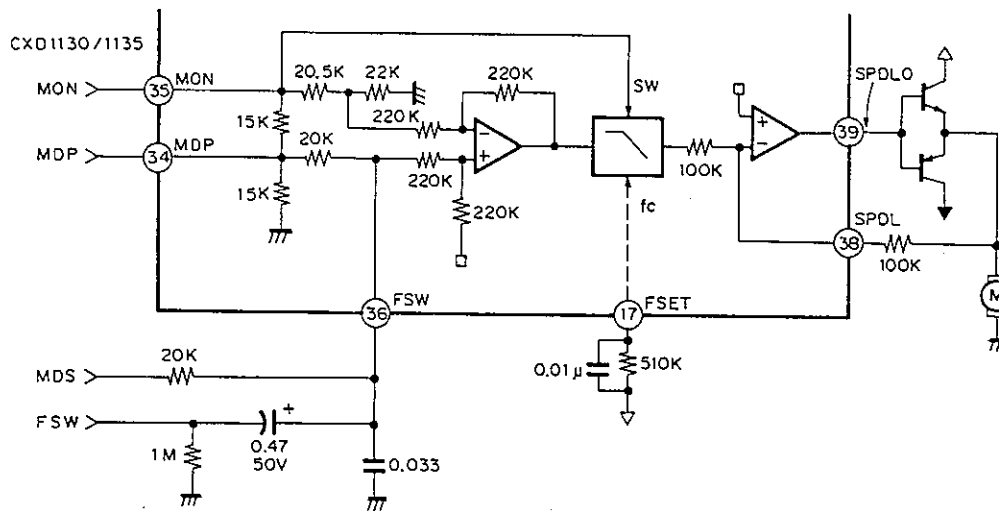 CXD1130/1135
MON
35
MON
20.5K
22K
220K
SW
SPDLO
15K
220K
39
MDP
34
MDP
20K
220K
100K
15K
220K
fc
SPDL
38
100K
M
36
FSW
17
FSET
20K
MDS
0.01μ
510K
FSW
+
1M
0.47
50V
0.033
+
-
+
-